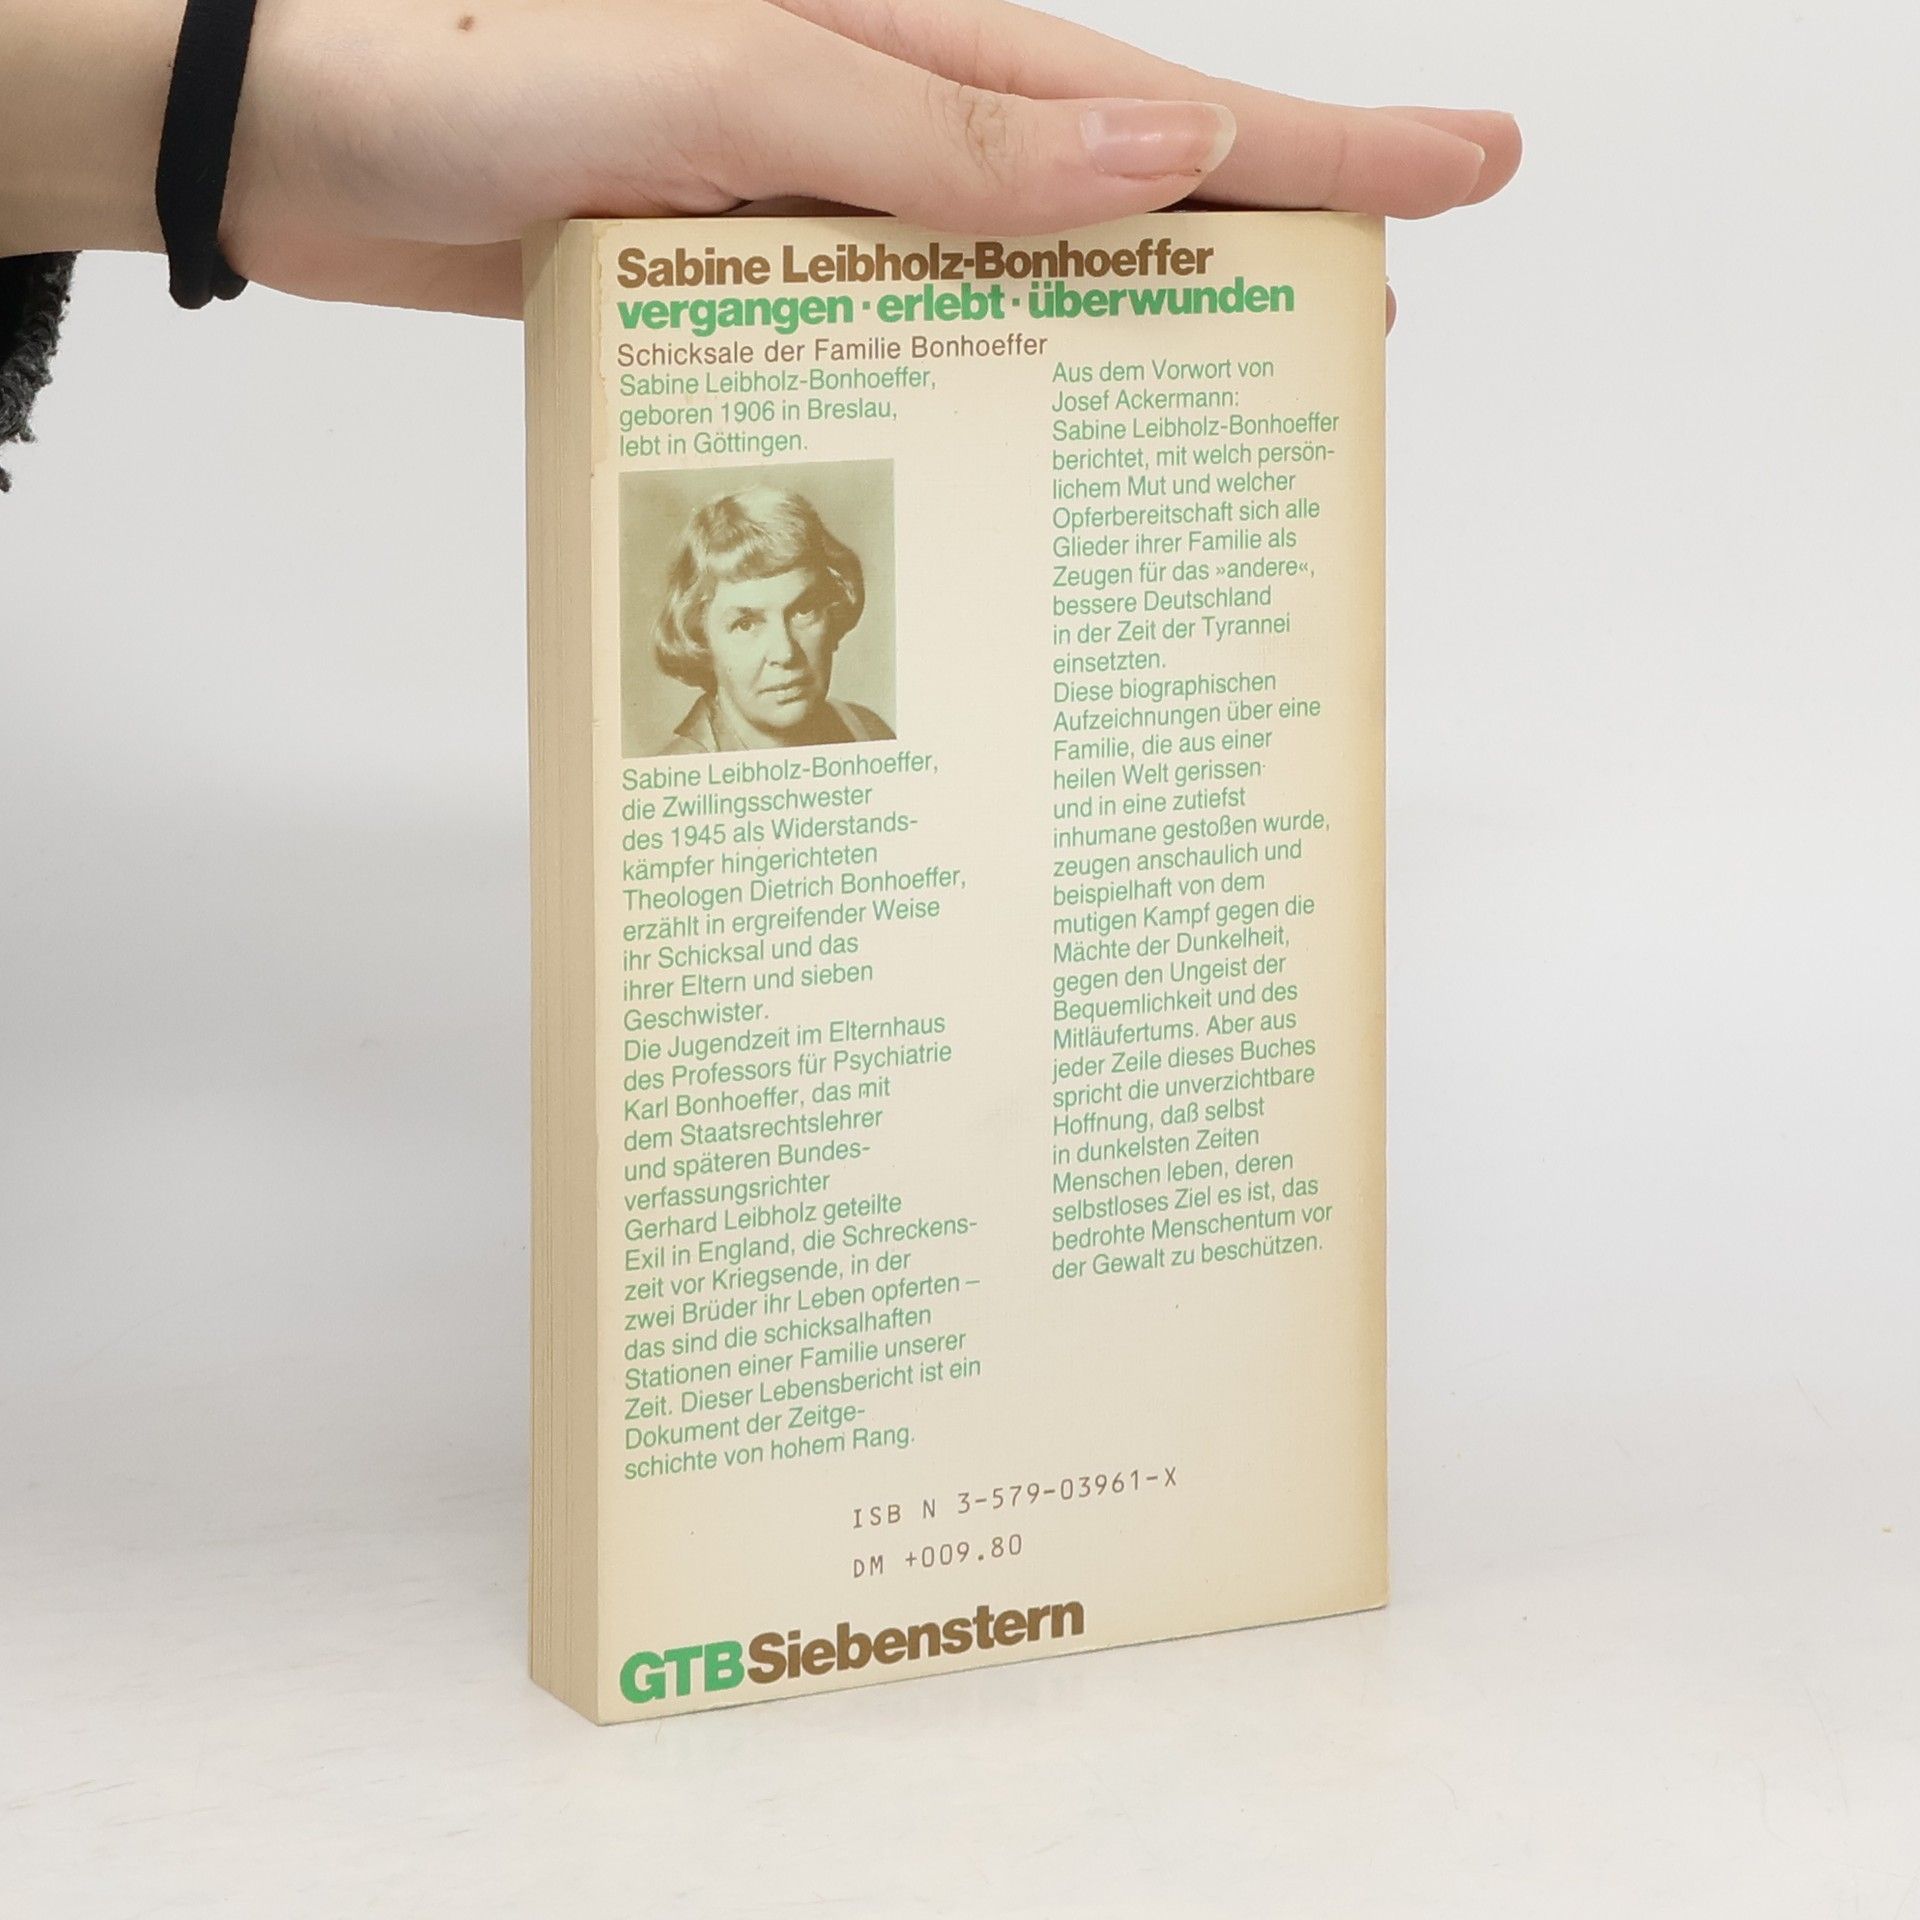 Sabine Leibholz-Bonhoeffer
vergangen · erlebt · überwunden
Schicksale der Familie Bonhoeffer
Sabine Leibholz-Bonhoeffer,
geboren 1906 in Breslau,
lebt in Göttingen.
Sabine Leibholz-Bonhoeffer,
die Zwillingsschwester
des 1945 als Widerstands-
kämpfer hingerichteten
Theologen Dietrich Bonhoeffer,
erzählt in ergreifender Weise
ihr Schicksal und das
ihrer Eltern und sieben
Geschwister.
Die Jugendzeit im Elternhaus
des Professors für Psychiatrie
Karl Bonhoeffer, das mit
dem Staatsrechtslehrer
und späteren Bundes-
verfassungsrichter
Gerhard Leibholz geteilte
Exil in England, die Schreckens-
zeit vor Kriegsende, in der
zwei Brüder ihr Leben opferten –
das sind die schicksalhaften
Stationen einer Familie unserer
Zeit. Dieser Lebensbericht ist ein
Dokument der Zeitge-
schichte von hohem Rang.
Aus dem Vorwort von
Josef Ackermann:
Sabine Leibholz-Bonhoeffer
berichtet, mit welch persön-
lichem Mut und welcher
Opferbereitschaft sich alle
Glieder ihrer Familie als
Zeugen für das »andere«,
bessere Deutschland
in der Zeit der Tyrannei
einsetzten.
Diese biographischen
Aufzeichnungen über eine
Familie, die aus einer
heilen Welt gerissen
und in eine zutiefst
inhumane gestoßen wurde,
zeugen anschaulich und
beispielhaft von dem
mutigen Kampf gegen die
Mächte der Dunkelheit,
gegen den Ungeist der
Bequemlichkeit und des
Mitläufertums. Aber aus
jeder Zeile dieses Buches
spricht die unverzichtbare
Hoffnung, daß selbst
in dunkelsten Zeiten
Menschen leben, deren
selbstloses Ziel es ist, das
bedrohte Menschentum vor
der Gewalt zu beschützen.
ISB N 3-579-03961-X
DM +009.80
GTBSiebenstern